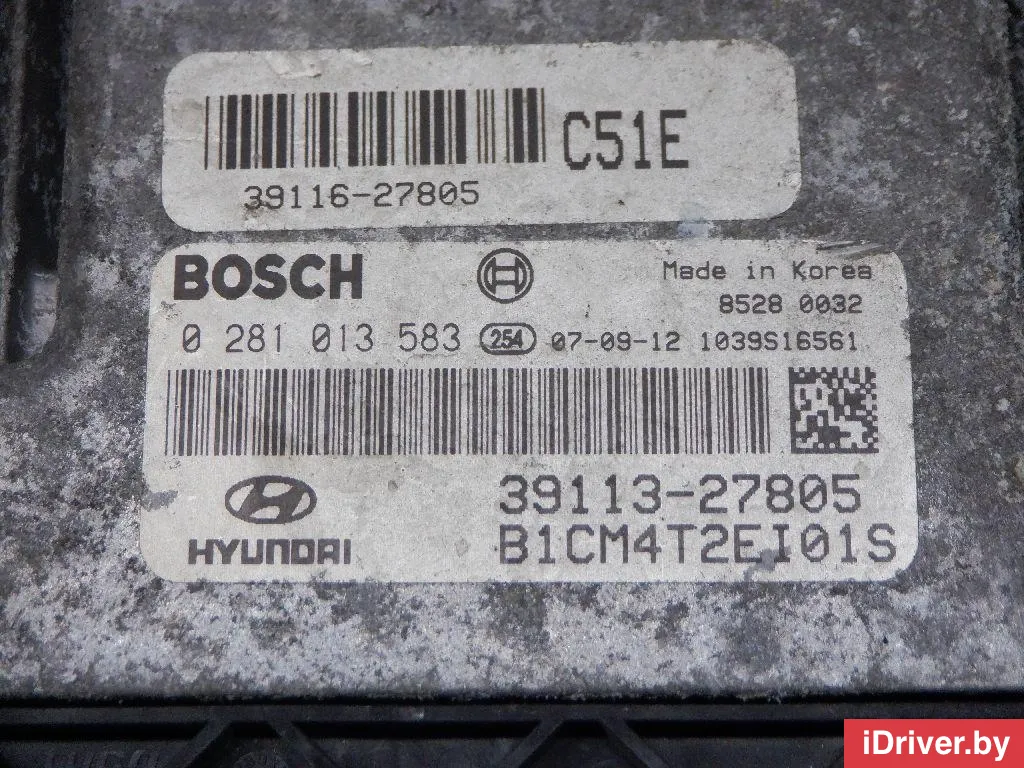 C51E
39116-27805
BOSCH
Made in Korea
8528 0032
0 281 013 583 254 07-09-12 1039S16561
HYUNDAI
39113-27805
B1CM4T2EI01S
iDriver.by